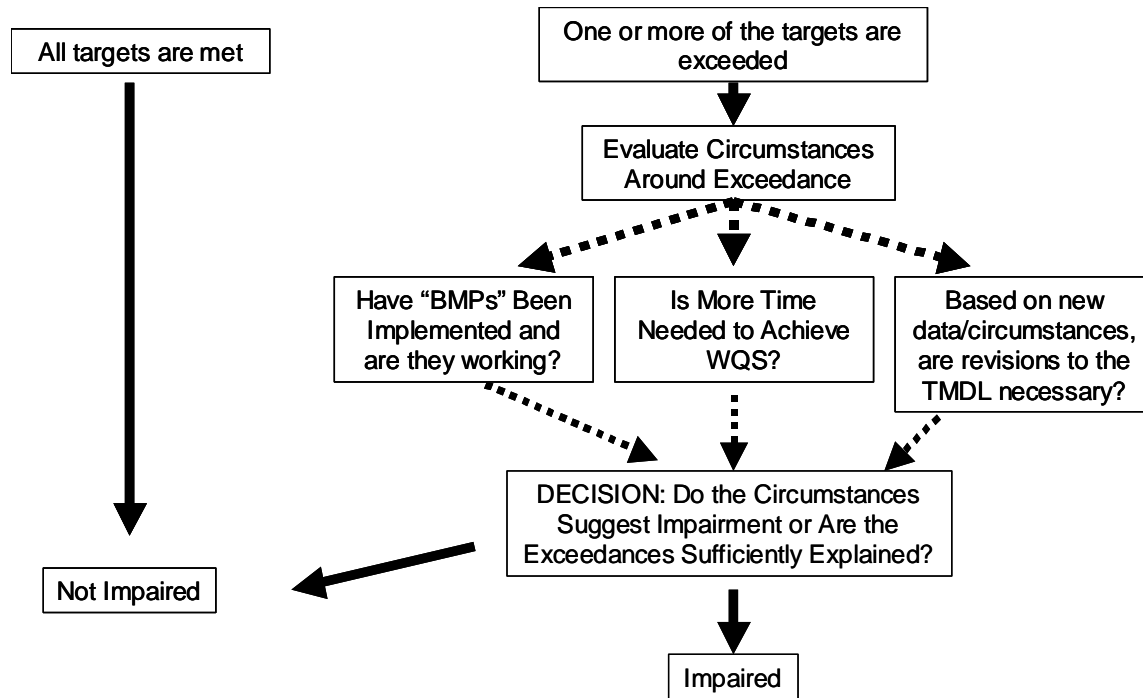 All targets are met
One or more of the targets are
exceeded
Evaluate Circumstances
Around Exceedance
Have “BMPs” Been
Implemented and
are they working?
Is More Time
Needed to Achieve
WQS?
Based on new
data/circumstances,
are revisions to the
TMDL necessary?
DECISION: Do the Circumstances
Suggest Impairment or Are the
Exceedances Sufficiently Explained?
Not Impaired
Impaired